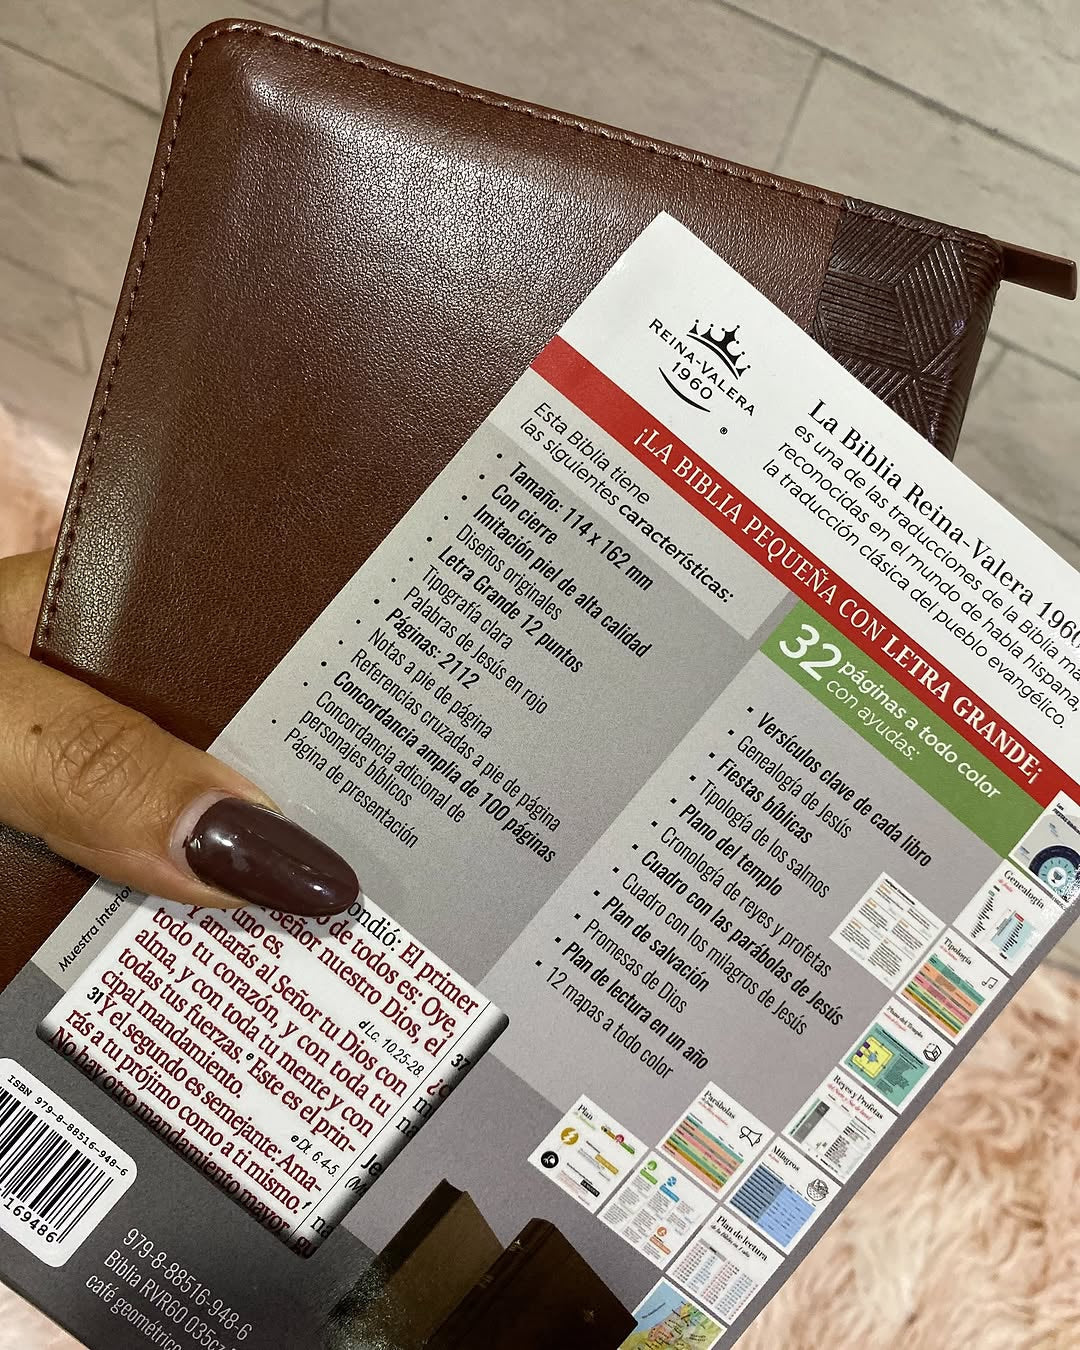 REINA-VALERA
1960
®
La Biblia Reina-Valera 1960
es una de las traducciones de la Biblia má
reconocidas en el mundo de habla hispana,
la traducción clásica del pueblo evangélico.
¡LA BIBLIA PEQUEÑA CON LETRA GRANDE¡
Esta Biblia tiene
las siguientes características:
• Tamaño: 114 x 162 mm
• Con cierre
• Imitación piel de alta calidad
• Diseños originales
• Letra Grande 12 puntos
• Tipografía clara
• Palabras de Jesús en rojo
• Páginas: 2112
• Notas a pie de página
• Referencias cruzadas a pie de página
• Concordancia amplia de 100 páginas
• Concordancia adicional de
personajes bíblicos
• Página de presentación
32 páginas a todo color
con ayudas:
• Versículos clave de cada libro
• Genealogía de Jesús
• Fiestas bíblicas
• Tipología de los salmos
• Plano del templo
• Cronología de reyes y profetas
• Cuadro con las parábolas de Jesús
• Cuadro con los milagros de Jesús
• Plan de salvación
• Promesas de Dios
• Plan de lectura en un año
• 12 mapas a todo color
Muestra interior
ondió: El primer
de todos es: Oye,
Señor nuestro Dios, el
uno es.
Y amarás al Señor tu Dios con
todo tu corazón, y con toda tu
alma, y con toda tu mente y con
todas tus fuerzas. Este es el prin-
cipal mandamiento.
31 Y el segundo es semejante: Ama-
rás a tu prójimo como a ti mismo.
No hay otro mandamiento mayor
d Lc. 10.25-28
e Dt. 6.4-5.
37
Genealogía
Tipología
Plano del Templo
Reyes y Profetas
Milagros
Parábolas
Plan
Plan de lectura
ISBN 979-8-88516-948-6
169486
979-8-88516-948-6
Biblia RVR60 035cz
café geométrico